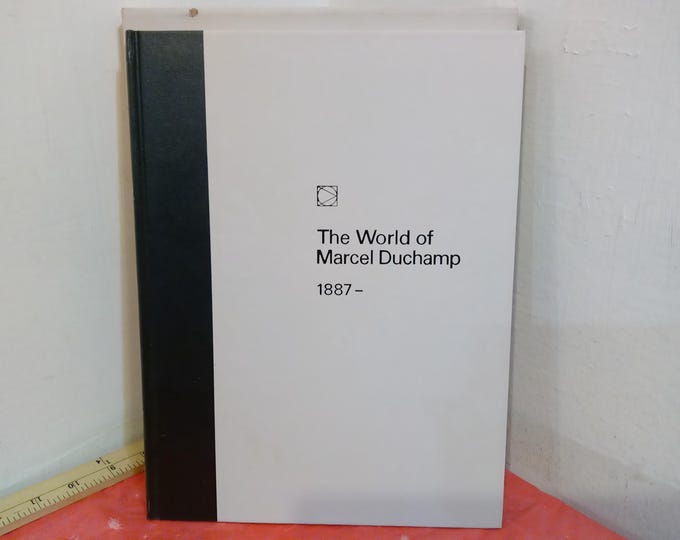 The World of
Marcel Duchamp
1887–